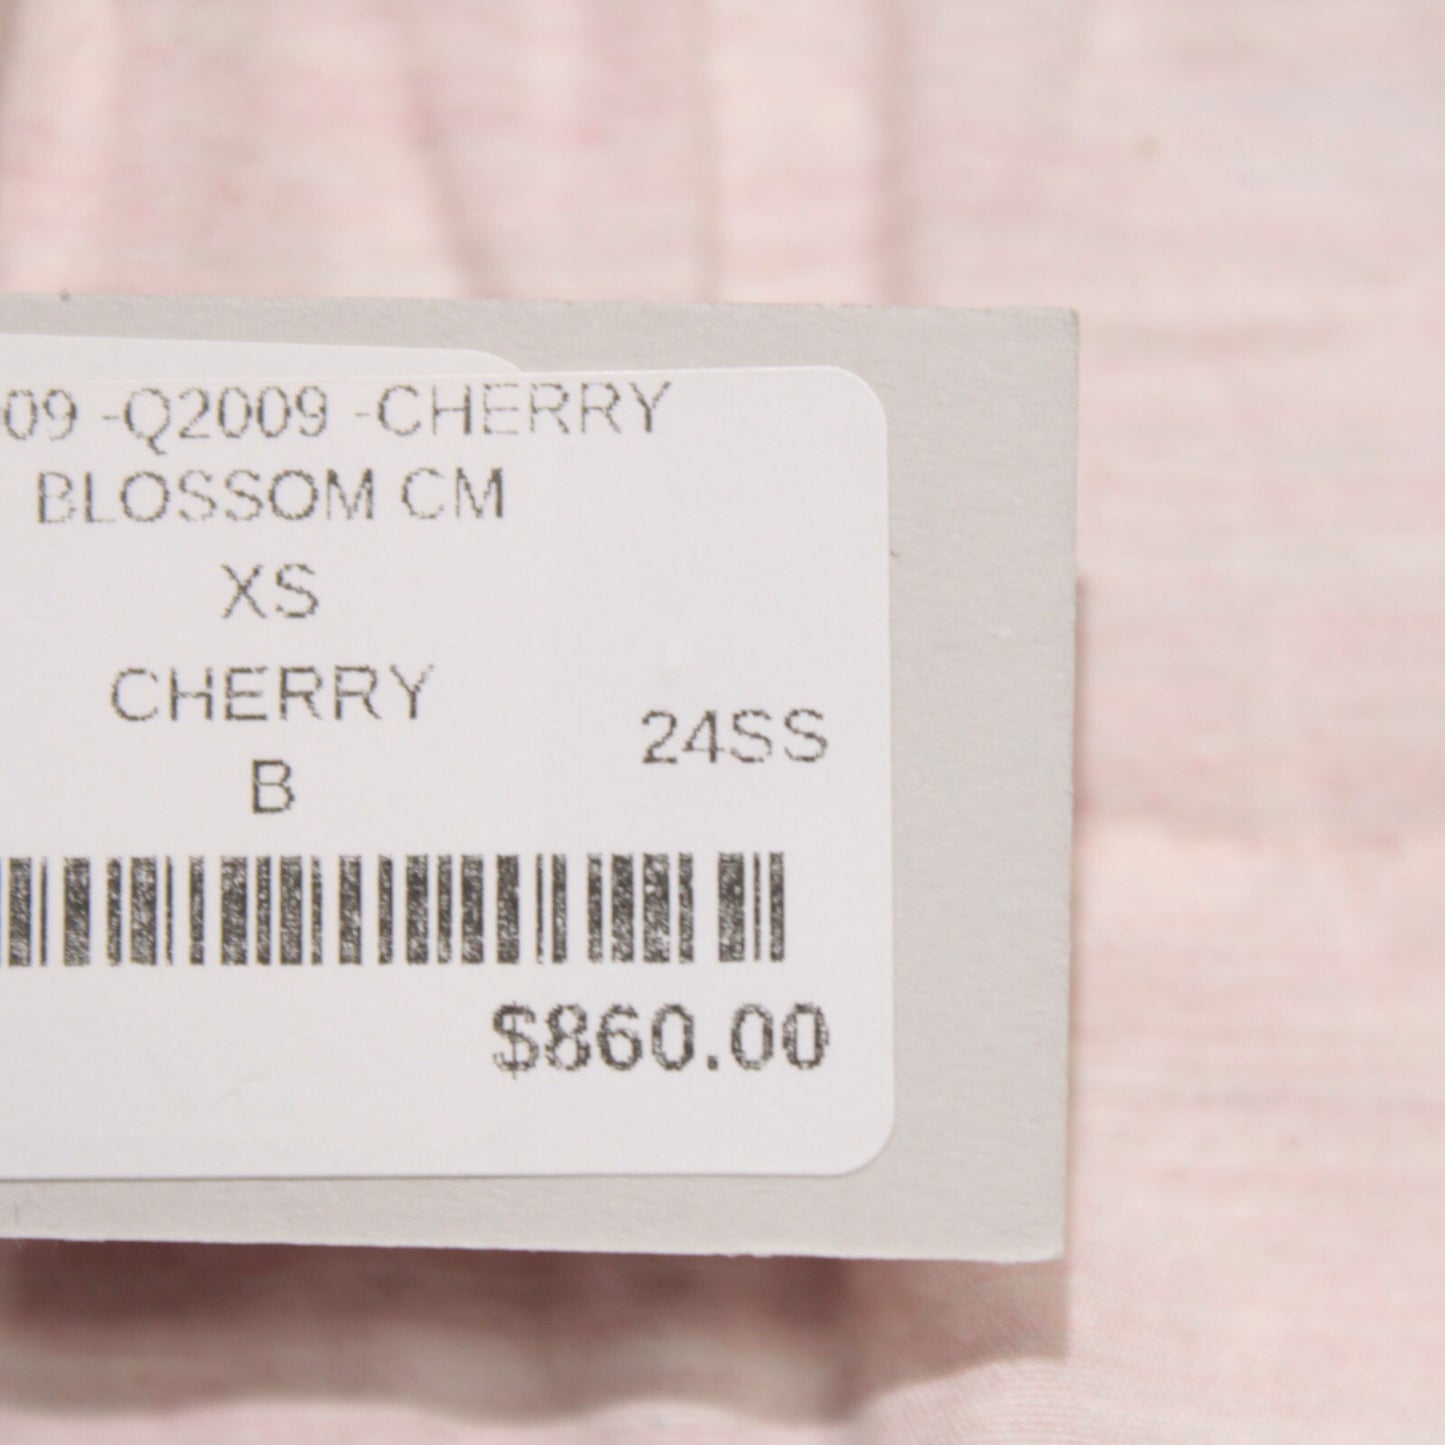 09 -Q2009 -CHERRY
BLOSSOM CM
XS
CHERRY
24SS
B
$860.00